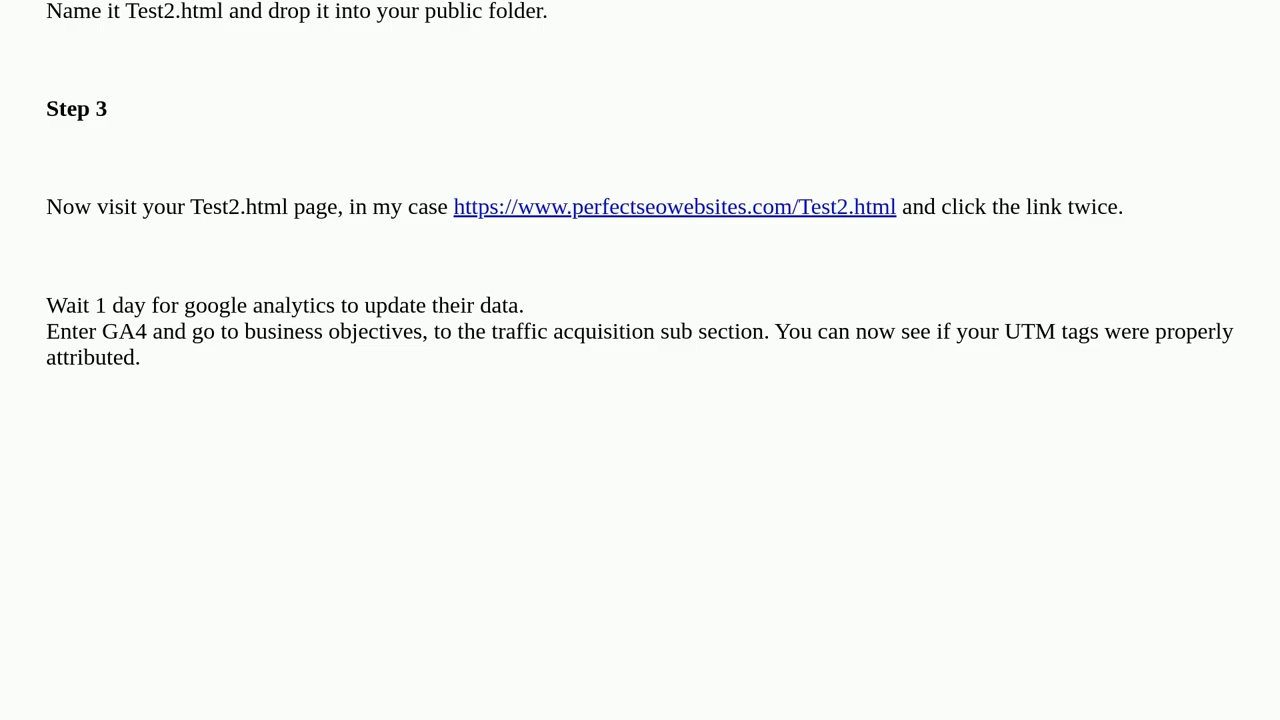 Name it Test2.html and drop it into your public folder.
Step 3
Now visit your Test2.html page, in my case https://www.perfectseowebsites.com/Test2.html and click the link twice.
Wait 1 day for google analytics to update their data.
Enter GA4 and go to business objectives, to the traffic acquisition sub section. You can now see if your UTM tags were properly
attributed.